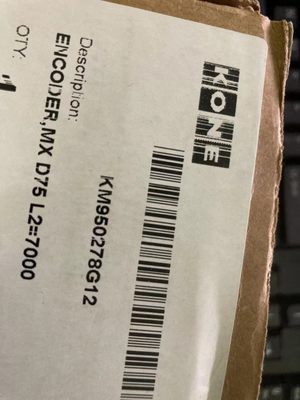 KONE
KM950278G12
Description:
ENCODER,MX D75 L2=7000
QTY: